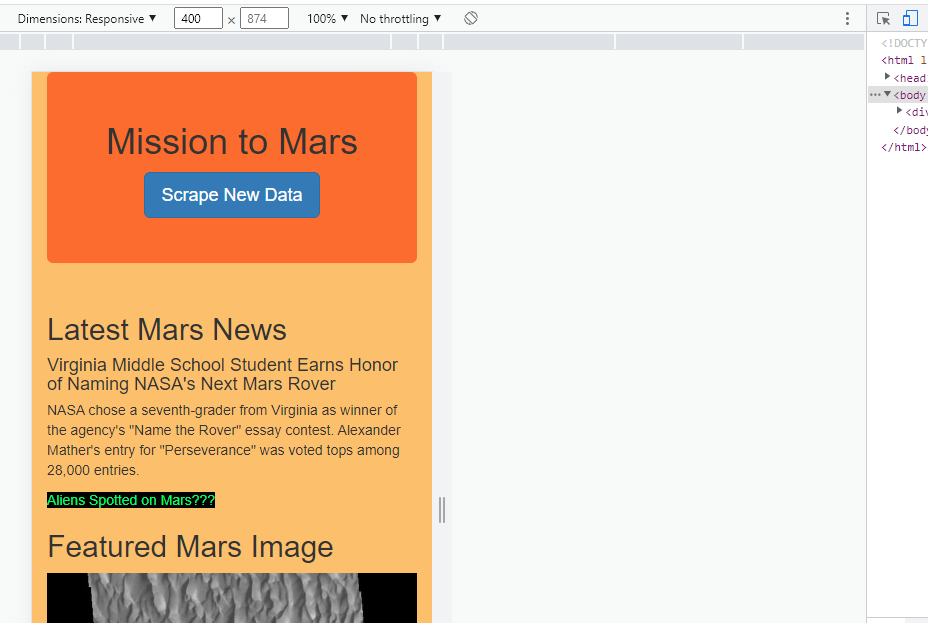 Dimensions: Responsive ▼ 400 × 874 100% ▼ No throttling ▼
<!DOCTY
<html l
<head
<body
<div
</body
</html>
Mission to Mars
Scrape New Data
Latest Mars News
Virginia Middle School Student Earns Honor
of Naming NASA's Next Mars Rover
NASA chose a seventh-grader from Virginia as winner of
the agency's "Name the Rover" essay contest. Alexander
Mather's entry for "Perseverance" was voted tops among
28,000 entries.
Aliens Spotted on Mars???
Featured Mars Image